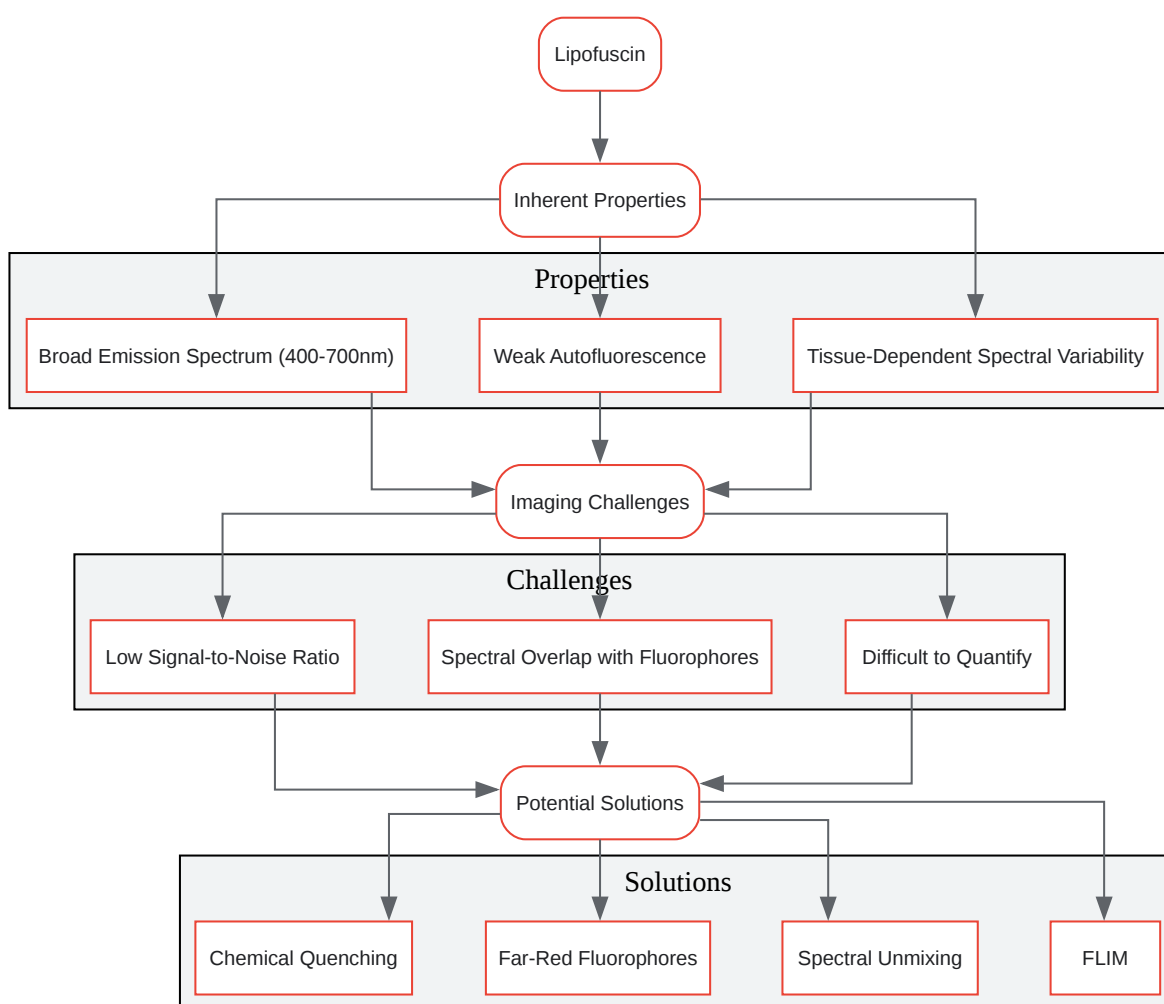 Lipofuscin
Inherent Properties
Properties
Broad Emission Spectrum (400-700nm)
Weak Autofluorescence
Tissue-Dependent Spectral Variability
Imaging Challenges
Challenges
Low Signal-to-Noise Ratio
Spectral Overlap with Fluorophores
Difficult to Quantify
Potential Solutions
Solutions
Chemical Quenching
Far-Red Fluorophores
Spectral Unmixing
FLIM